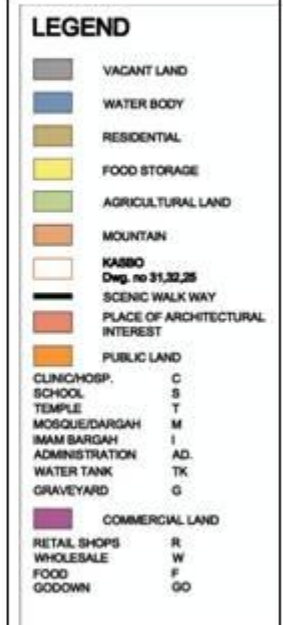 LEGEND
VACANT LAND
WATER BODY
RESIDENTIAL
FOOD STORAGE
AGRICULTURAL LAND
MOUNTAIN
KASBO
Dwg. no 31,32,25
SCENIC WALK WAY
PLACE OF ARCHITECTURAL
INTEREST
PUBLIC LAND
CLINIC/HOSP. C
SCHOOL S
TEMPLE T
MOSQUE/DARGAH M
IMAM BARGAH I
ADMINISTRATION AD.
WATER TANK TK
GRAVEYARD G
COMMERCIAL LAND
RETAIL SHOPS R
WHOLESALE W
FOOD F
GODOWN GO